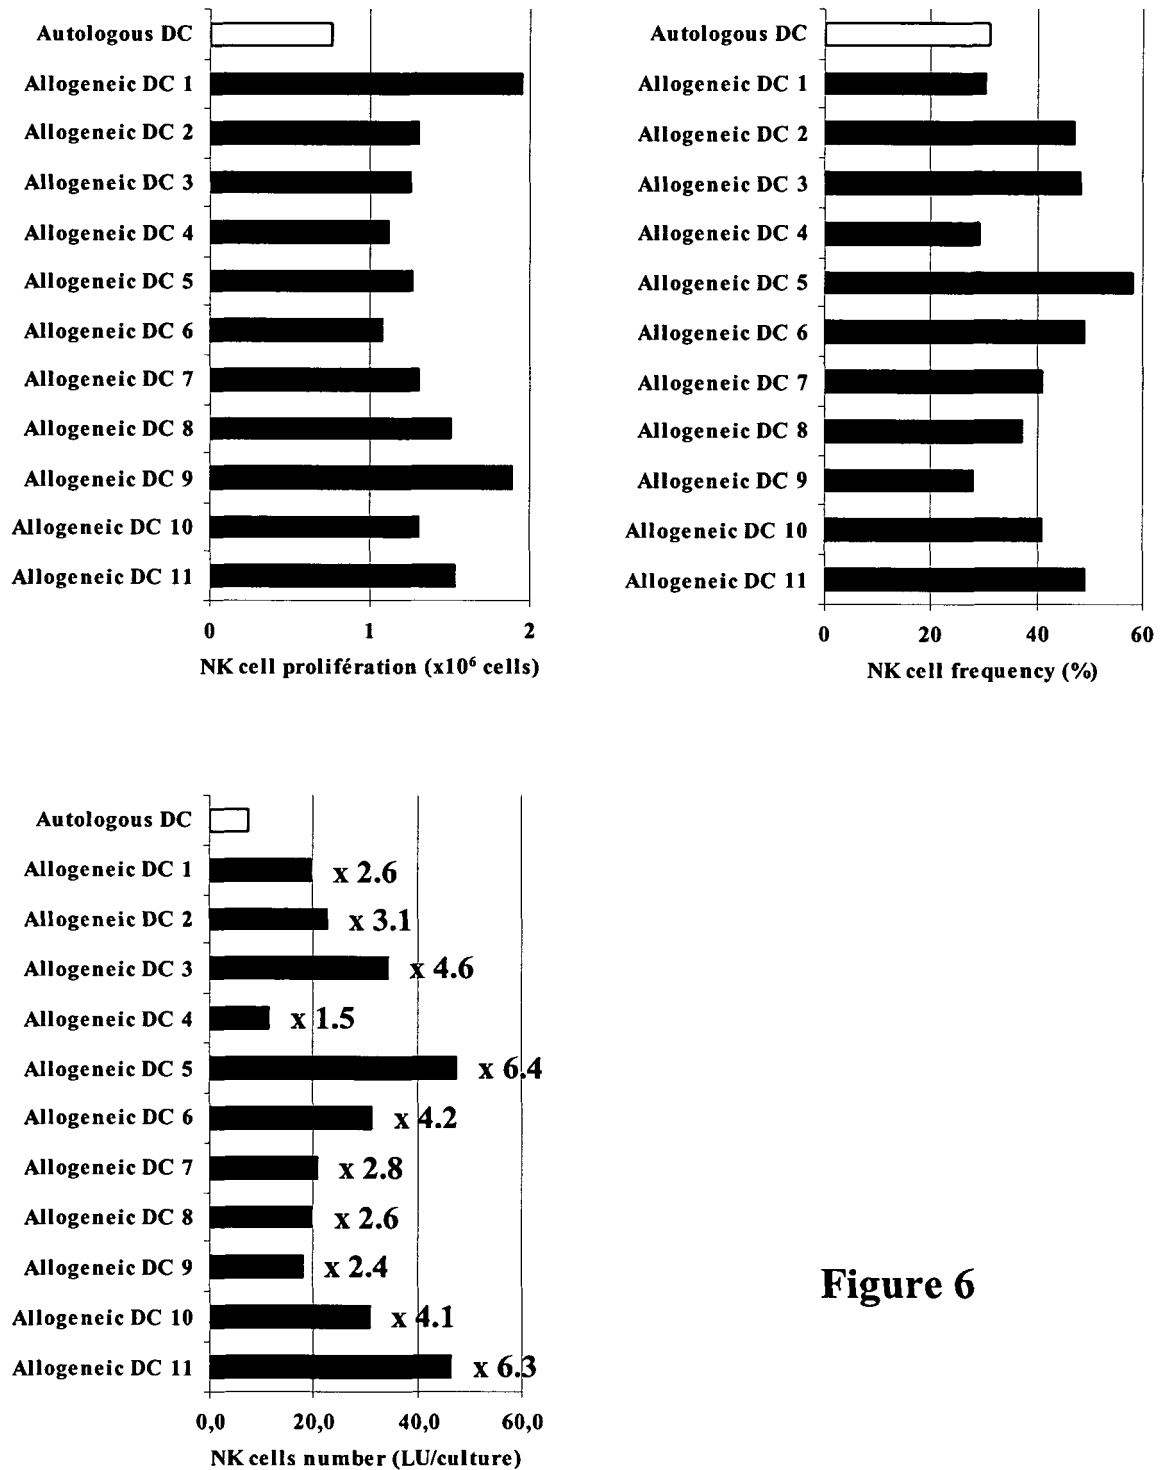 Autologous DC
Allogeneic DC 1
Allogeneic DC 2
Allogeneic DC 3
Allogeneic DC 4
Allogeneic DC 5
Allogeneic DC 6
Allogeneic DC 7
Allogeneic DC 8
Allogeneic DC 9
Allogeneic DC 10
Allogeneic DC 11
0 1 2
NK cell prolifération (x10⁶ cells)
Autologous DC
Allogeneic DC 1
Allogeneic DC 2
Allogeneic DC 3
Allogeneic DC 4
Allogeneic DC 5
Allogeneic DC 6
Allogeneic DC 7
Allogeneic DC 8
Allogeneic DC 9
Allogeneic DC 10
Allogeneic DC 11
0 20 40 60
NK cell frequency (%)
Autologous DC
Allogeneic DC 1 x 2.6
Allogeneic DC 2 x 3.1
Allogeneic DC 3 x 4.6
Allogeneic DC 4 x 1.5
Allogeneic DC 5 x 6.4
Allogeneic DC 6 x 4.2
Allogeneic DC 7 x 2.8
Allogeneic DC 8 x 2.6
Allogeneic DC 9 x 2.4
Allogeneic DC 10 x 4.1
Allogeneic DC 11 x 6.3
0,0 20,0 40,0 60,0
NK cells number (LU/culture)
Figure 6